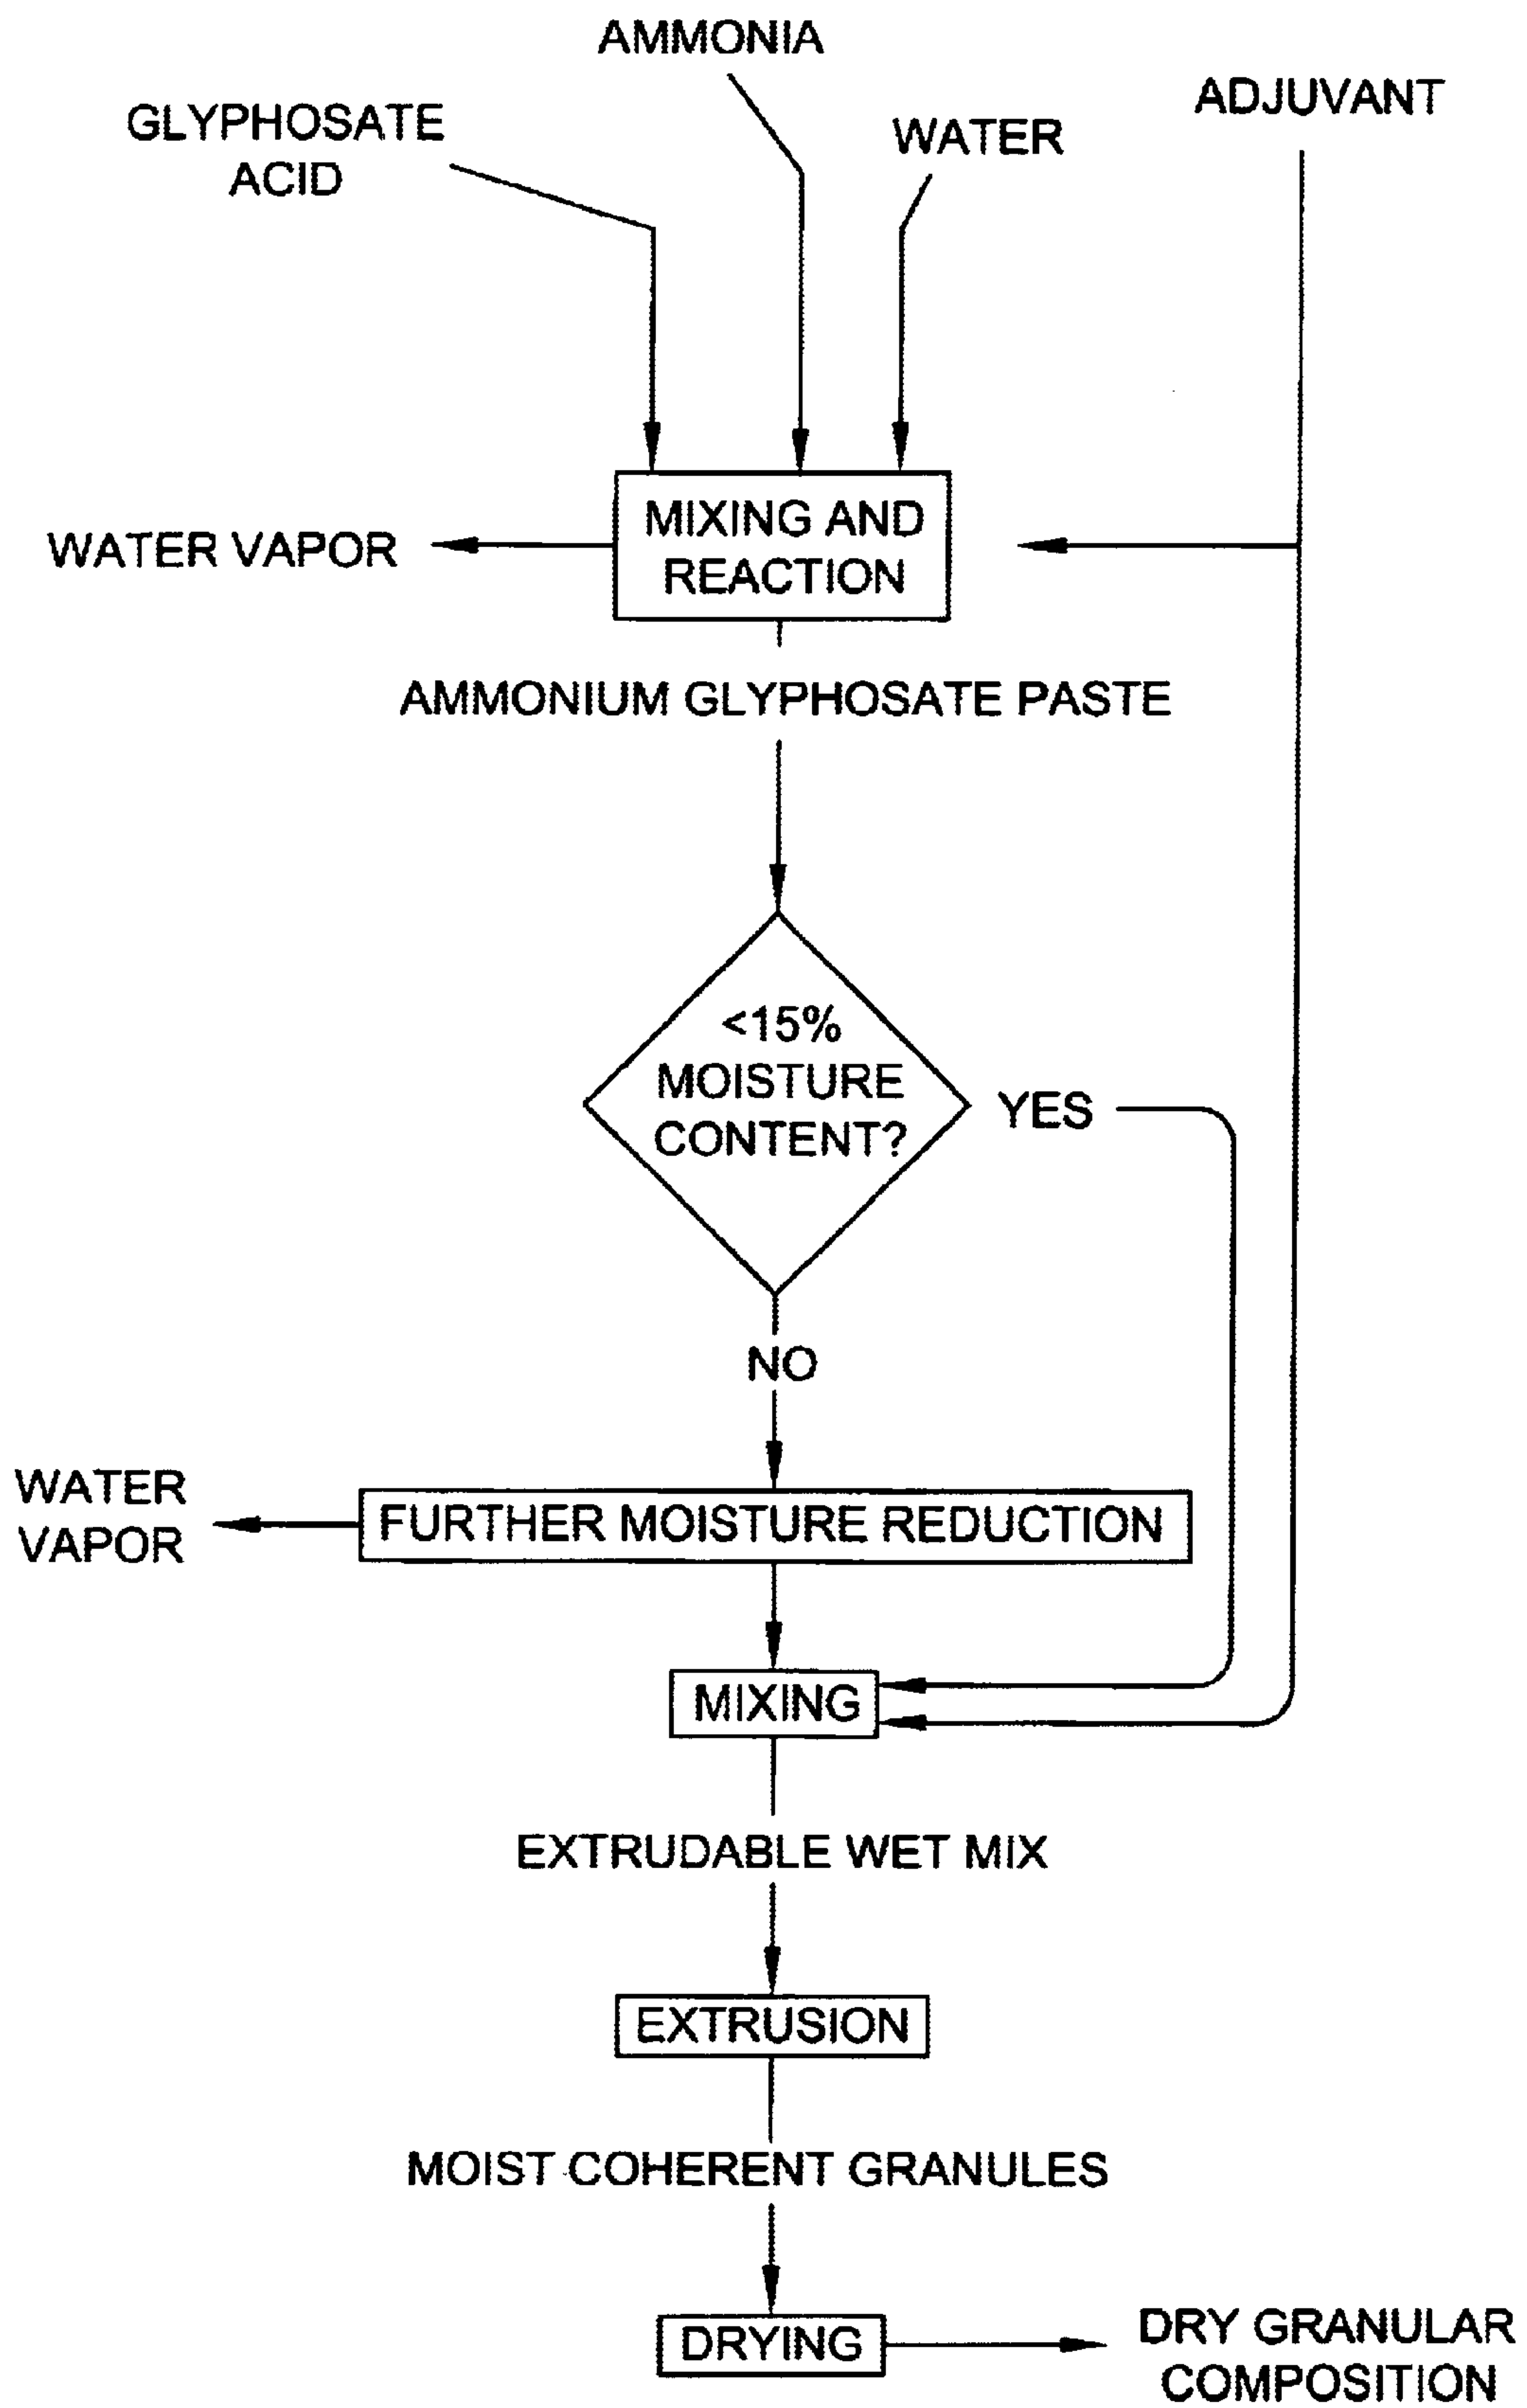 AMMONIA
GLYPHOSATE
ACID
WATER
ADJUVANT
MIXING AND
REACTION
WATER VAPOR
AMMONIUM GLYPHOSATE PASTE
<15%
MOISTURE
CONTENT?
YES
NO
WATER
VAPOR
FURTHER MOISTURE REDUCTION
MIXING
EXTRUDABLE WET MIX
EXTRUSION
MOIST COHERENT GRANULES
DRYING
DRY GRANULAR
COMPOSITION